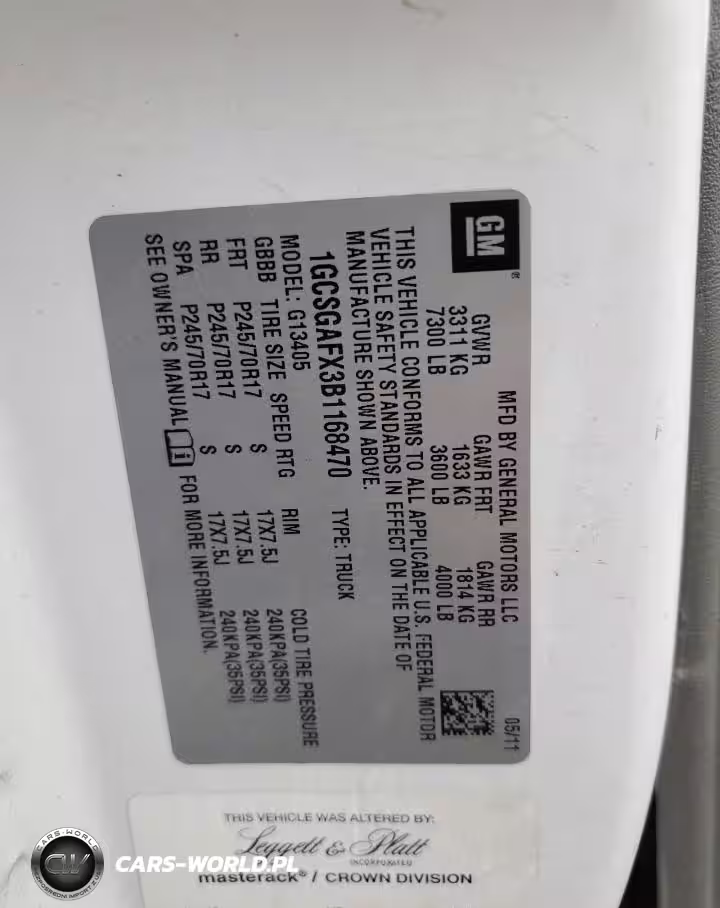 GM®
MFD BY GENERAL MOTORS LLC 05/11
GVWR GAWR FRT GAWR RR
3311 KG 1633 KG 1814 KG
7300 LB 3600 LB 4000 LB
THIS VEHICLE CONFORMS TO ALL APPLICABLE U.S. FEDERAL MOTOR
VEHICLE SAFETY STANDARDS IN EFFECT ON THE DATE OF
MANUFACTURE SHOWN ABOVE.
1GCSGAFX3B1168470 TYPE: TRUCK
MODEL: G13405
GBBB TIRE SIZE SPEED RTG RIM COLD TIRE PRESSURE
FRT P245/70R17 S 17X7.5J 240KPA(35PSI)
RR P245/70R17 S 17X7.5J 240KPA(35PSI)
SPA P245/70R17 S 17X7.5J 240KPA(35PSI)
SEE OWNER'S MANUAL FOR MORE INFORMATION.
THIS VEHICLE WAS ALTERED BY:
Leggett & Platt
INCORPORATED
masterack® / CROWN DIVISION
CARS-WORLD
CW
CARS-WORLD.PL